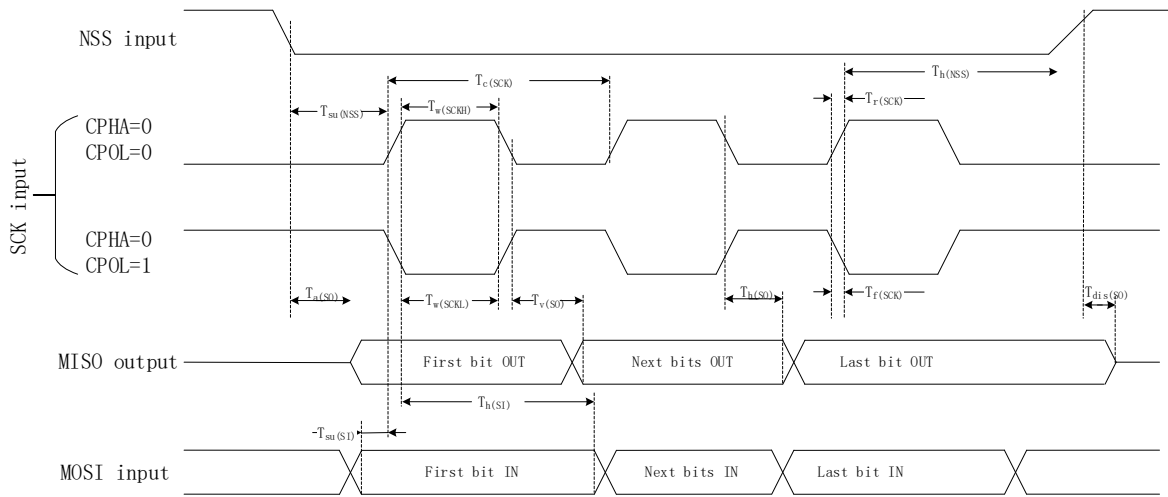 NSS input
Tc(SCK)
Th(NSS)
Tsu(NSS)
Tw(SCKH)
Tr(SCK)
SCK input
CPHA=0
CPOL=0
CPHA=0
CPOL=1
Ta(SO)
Tw(SCKL)
Tv(SO)
Th(SO)
Tf(SCK)
Tdis(SO)
MISO output
First bit OUT
Next bits OUT
Last bit OUT
Th(SI)
Tsu(SI)
MOSI input
First bit IN
Next bits IN
Last bit IN